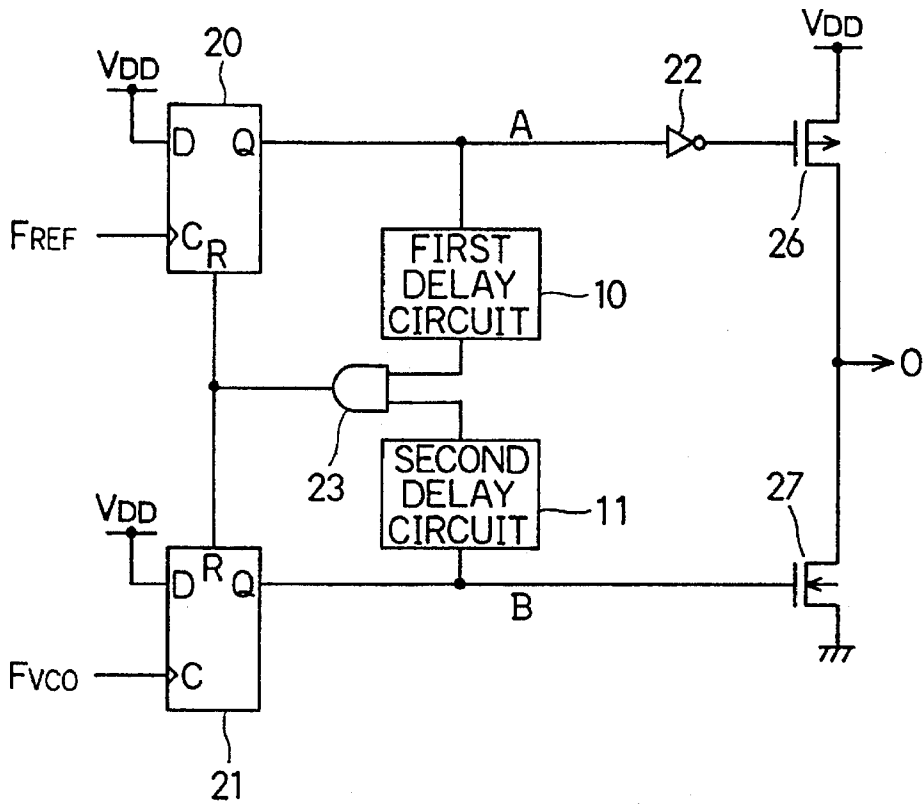 20
VDD
22
VDD
D Q
A
FREF
C
R
26
FIRST
DELAY
CIRCUIT
10
O
23
SECOND
DELAY
CIRCUIT
11
27
VDD
R
D Q
B
FVCO
C
21